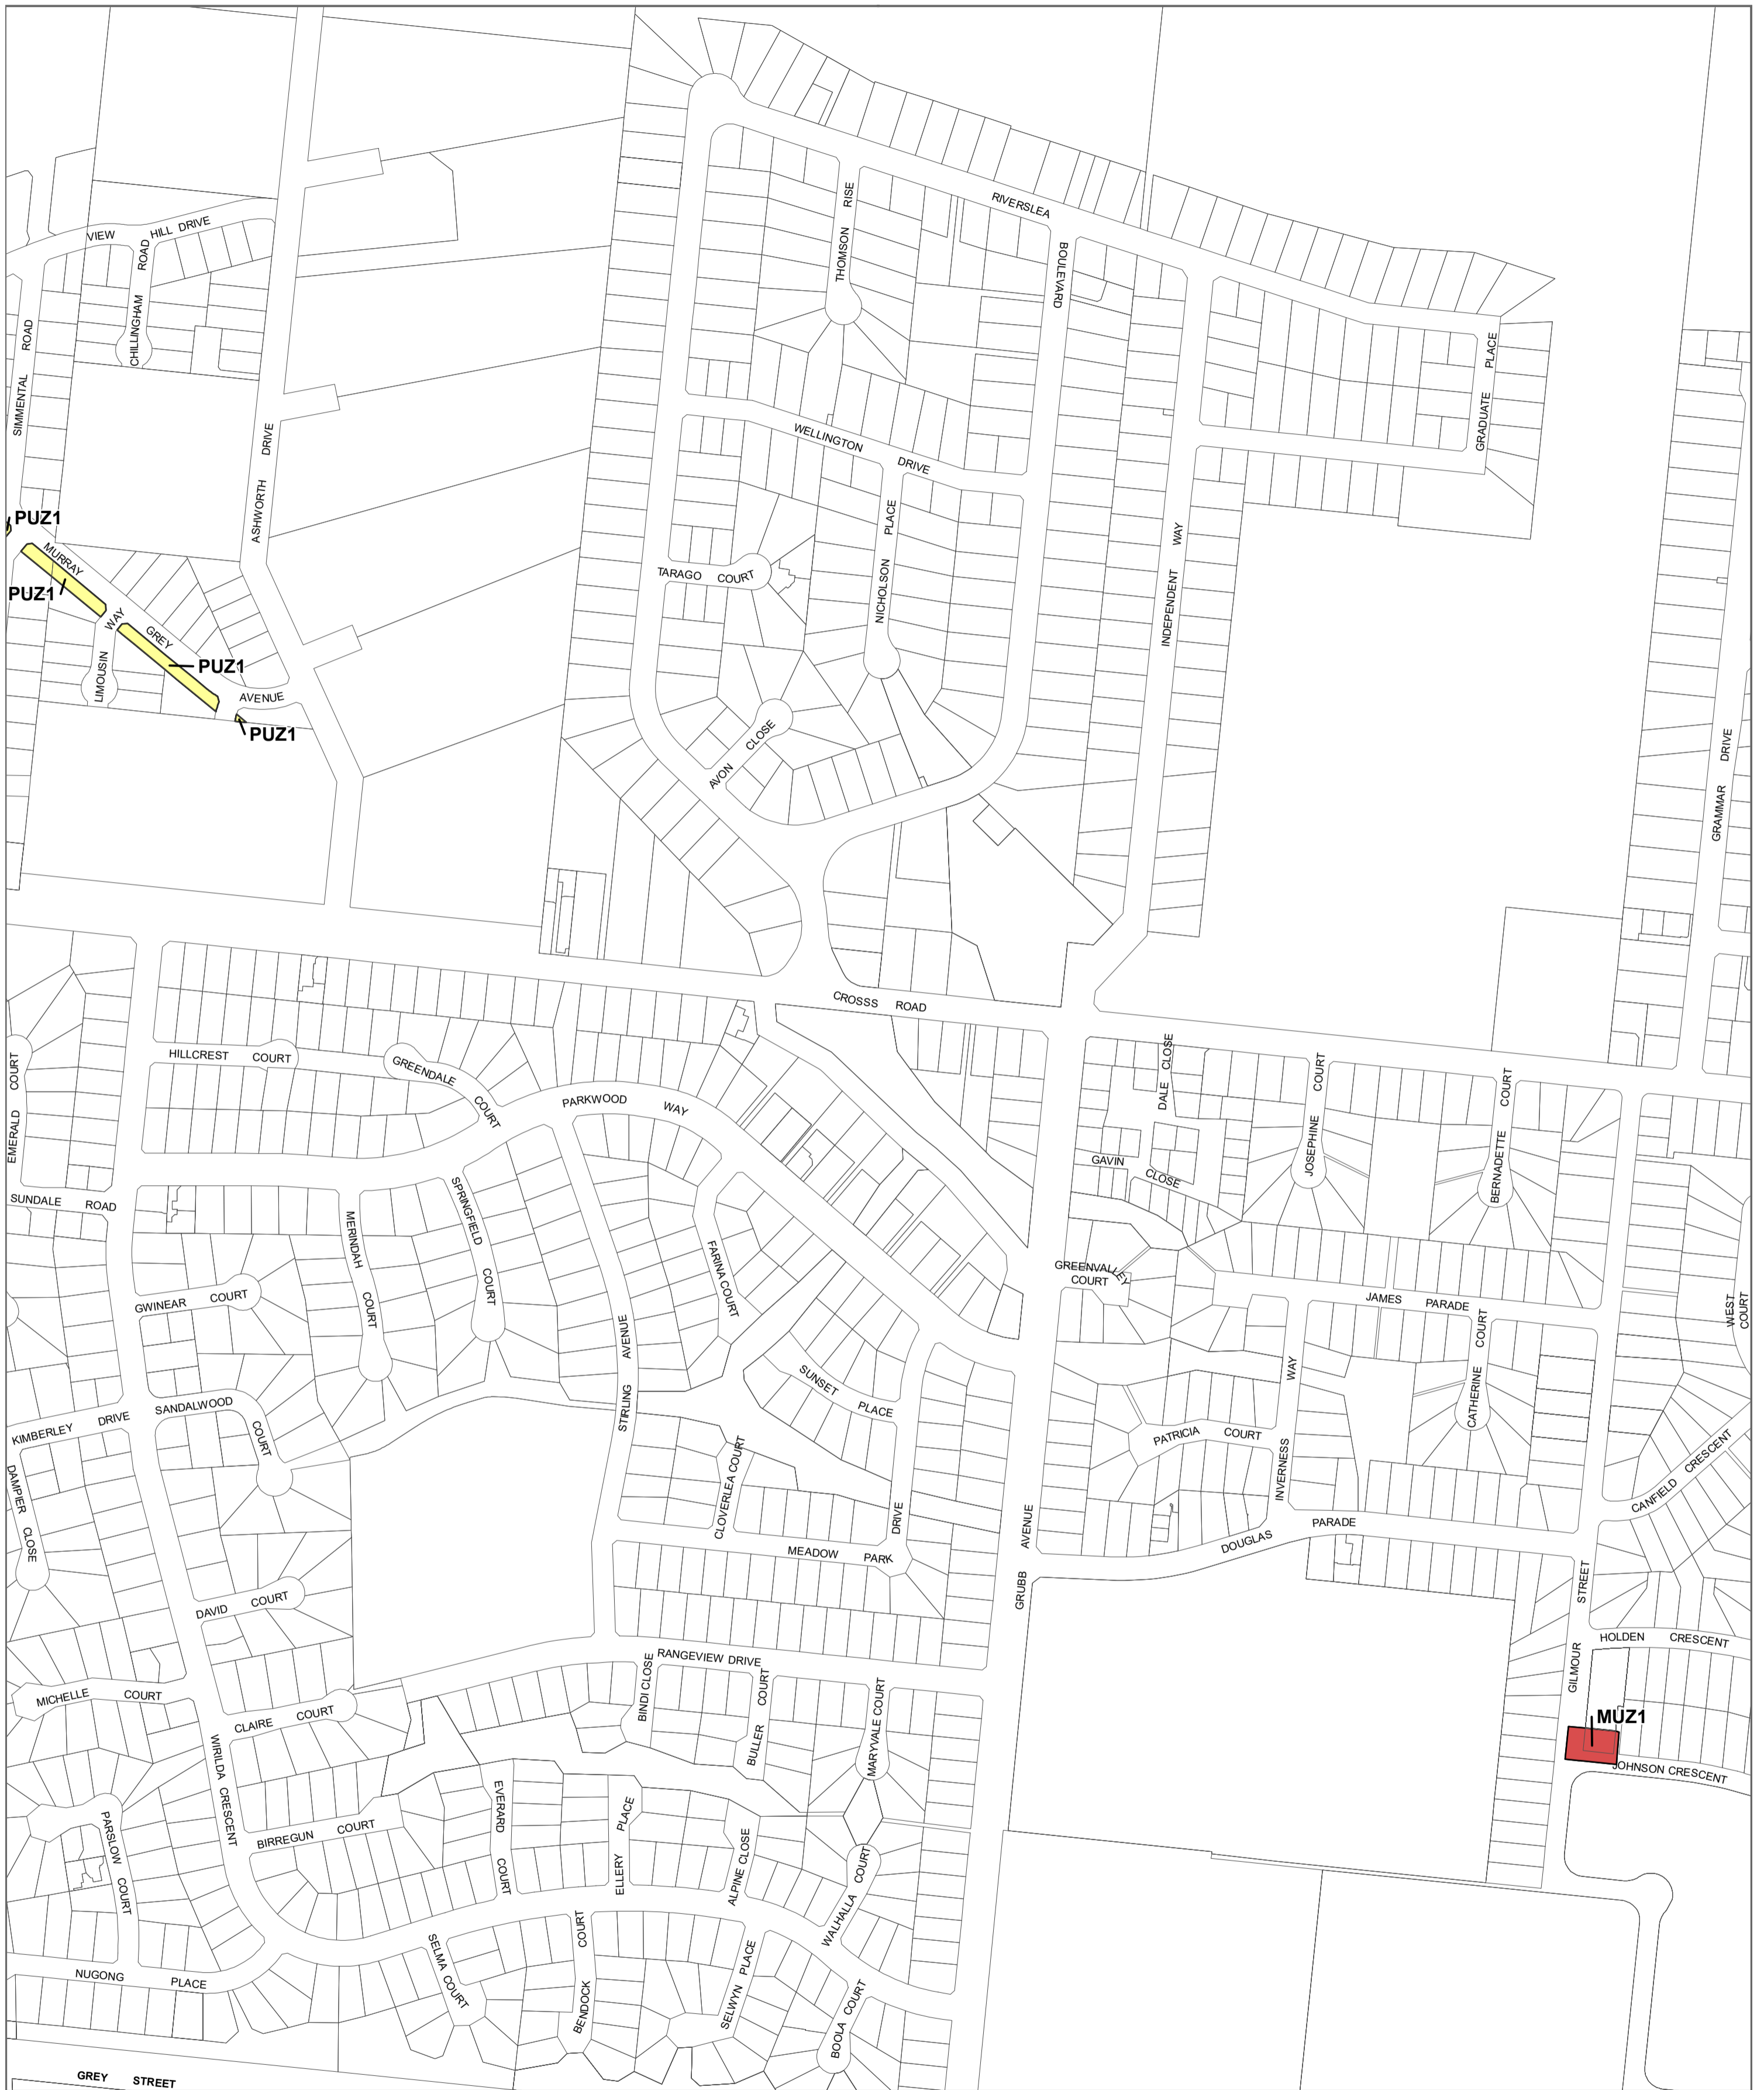 RIVERSLEA
BOULEVARD
THOMSON RISE
VIEW HILL DRIVE
CHILLINGHAM ROAD
SIMMENTAL ROAD
ASHWORTH DRIVE
GRADUATE PLACE
WELLINGTON DRIVE
NICHOLSON PLACE
INDEPENDENT WAY
PUZ1
MURRAY
PUZ1
WAY
GREY
PUZ1
LIMOUSIN
AVENUE
PUZ1
TARAGO COURT
AVON CLOSE
GRAMMAR DRIVE
CROSSS ROAD
HILLCREST COURT
GREENDALE
COURT
PARKWOOD WAY
EMERALD COURT
DALE CLOSE
JOSEPHINE COURT
BERNADETTE COURT
GAVIN
CLOSE
SUNDALE ROAD
MERINDAH
COURT
SPRINGFIELD
COURT
FARINA COURT
GREENVALLEY
COURT
JAMES PARADE
WEST
COURT
GWINEAR COURT
STIRLING AVENUE
SUNSET
PLACE
INVERNESS WAY
CATHERINE COURT
KIMBERLEY DRIVE
SANDALWOOD
COURT
DAMPIER
CLOSE
CLOVERLEA COURT
PATRICIA COURT
CANFIELD CRESCENT
DOUGLAS
PARADE
MEADOW PARK
DRIVE
GRUBB AVENUE
GILMOUR STREET
DAVID COURT
RANGEVIEW DRIVE
HOLDEN CRESCENT
MICHELLE COURT
CLAIRE COURT
BINDI CLOSE
BULLER COURT
MARYVALE COURT
MUZ1
JOHNSON CRESCENT
WIRILDA CRESCENT
BIRREGUN COURT
EVERARD
COURT
ELLERY PLACE
ALPINE CLOSE
WALHALLA COURT
PARSLOW
COURT
NUGONG PLACE
SELMA COURT
BENDOCK COURT
SELWYN PLACE
BOOLA COURT
GREY STREET